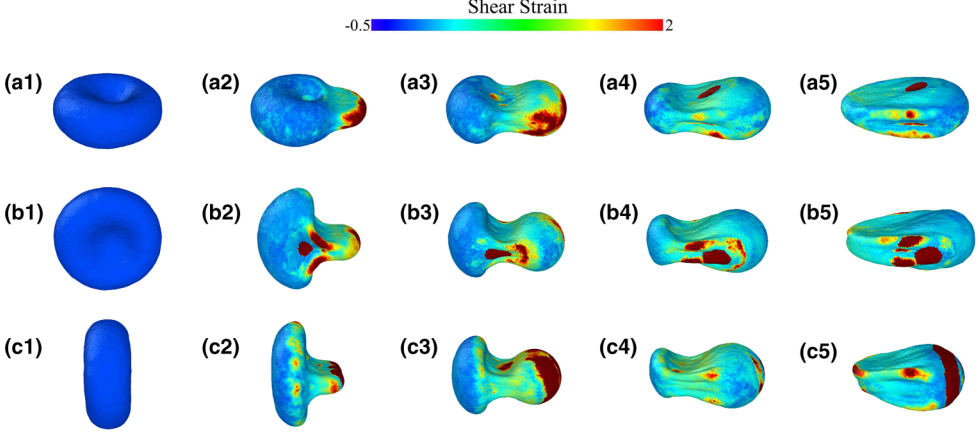 Shear Strain
-0.5 2
(a1) (a2) (a3) (a4) (a5)
(b1) (b2) (b3) (b4) (b5)
(c1) (c2) (c3) (c4) (c5)